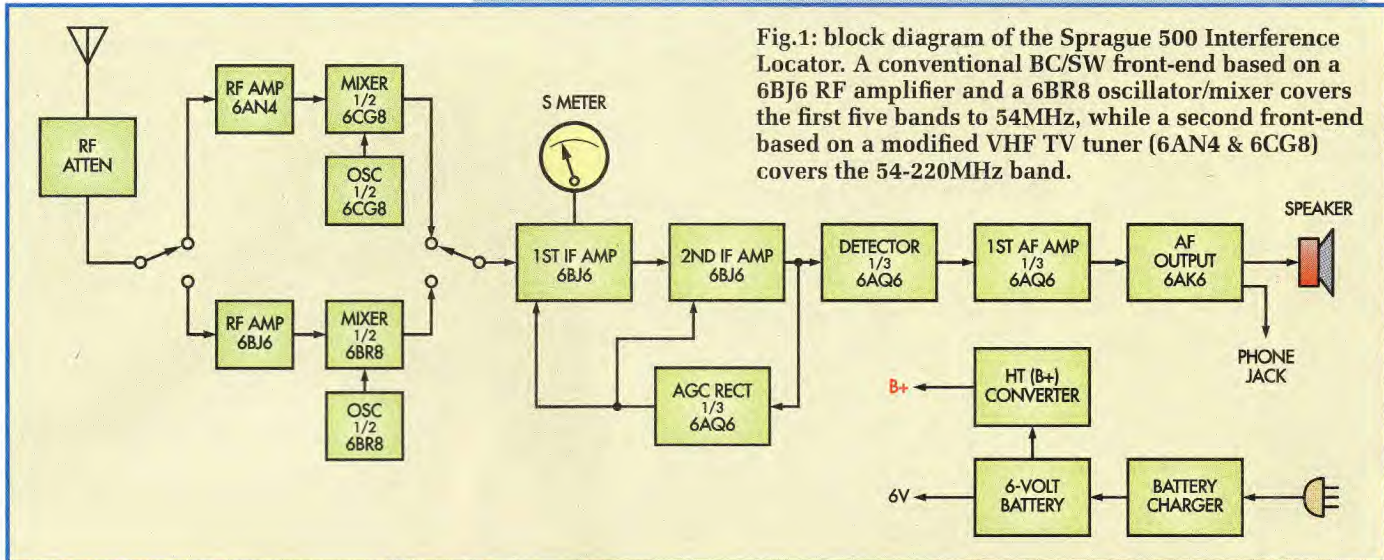 Fig.1: block diagram of the Sprague 500 Interference
Locator. A conventional BC/SW front-end based on a
6BJ6 RF amplifier and a 6BR8 oscillator/mixer covers
the first five bands to 54MHz, while a second front-end
based on a modified VHF TV tuner (6AN4 & 6CG8)
covers the 54-220MHz band.
RF
ATTEN
RF AMP
6AN4
MIXER
1/2
6CG8
OSC
1/2
6CG8
RF AMP
6BJ6
MIXER
1/2
6BR8
OSC
1/2
6BR8
S METER
1ST IF AMP
6BJ6
2ND IF AMP
6BJ6
AGC RECT
1/3
6AQ6
DETECTOR
1/3
6AQ6
1ST AF AMP
1/3
6AQ6
AF
OUTPUT
6AK6
SPEAKER
PHONE
JACK
B+
HT (B+)
CONVERTER
6V
6-VOLT
BATTERY
BATTERY
CHARGER